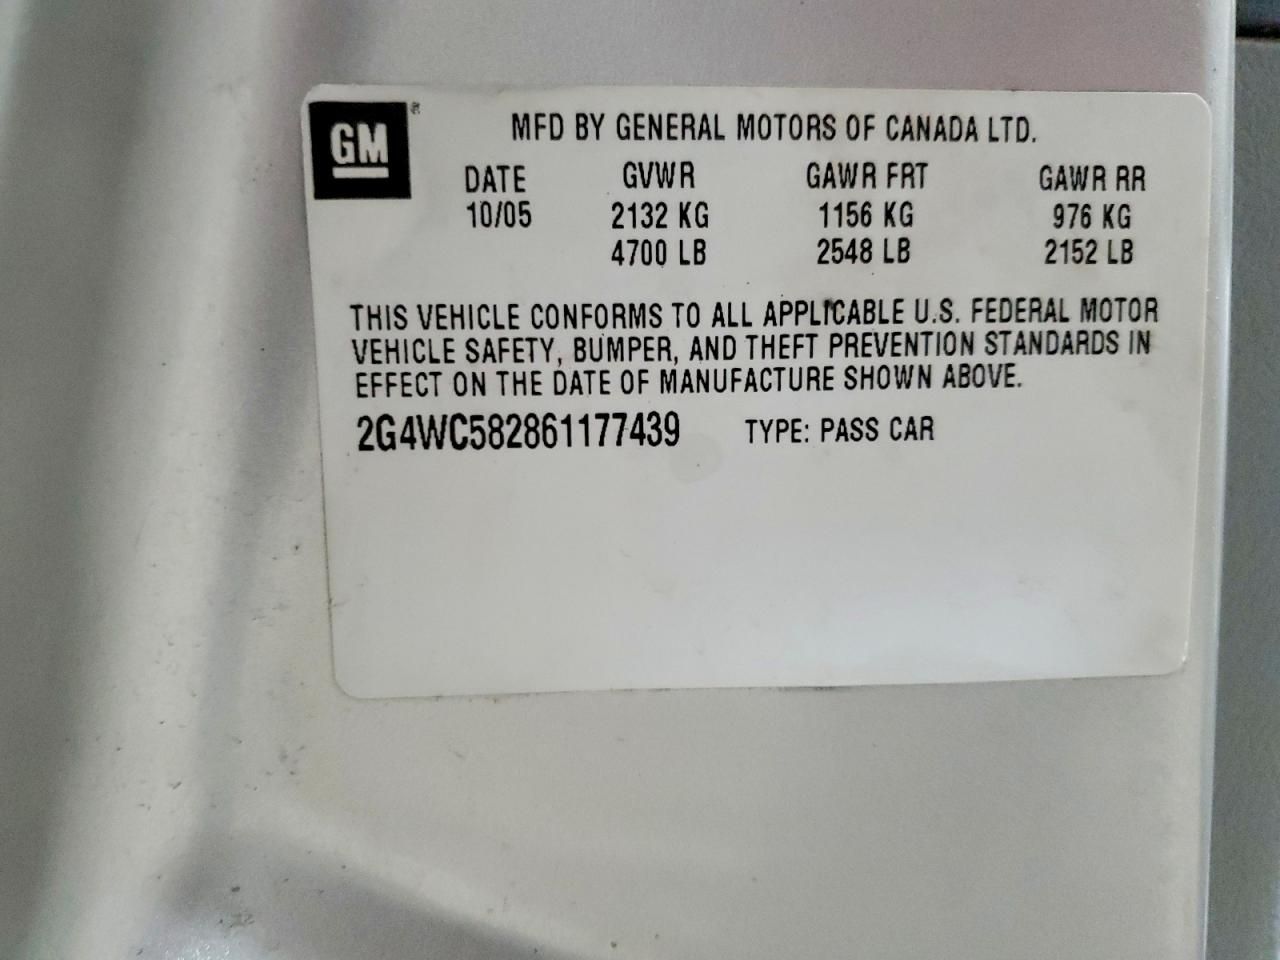 GM®
MFD BY GENERAL MOTORS OF CANADA LTD.
DATE GVWR GAWR FRT GAWR RR
10/05 2132 KG 1156 KG 976 KG
4700 LB 2548 LB 2152 LB
THIS VEHICLE CONFORMS TO ALL APPLICABLE U.S. FEDERAL MOTOR
VEHICLE SAFETY, BUMPER, AND THEFT PREVENTION STANDARDS IN
EFFECT ON THE DATE OF MANUFACTURE SHOWN ABOVE.
2G4WC582861177439 TYPE: PASS CAR